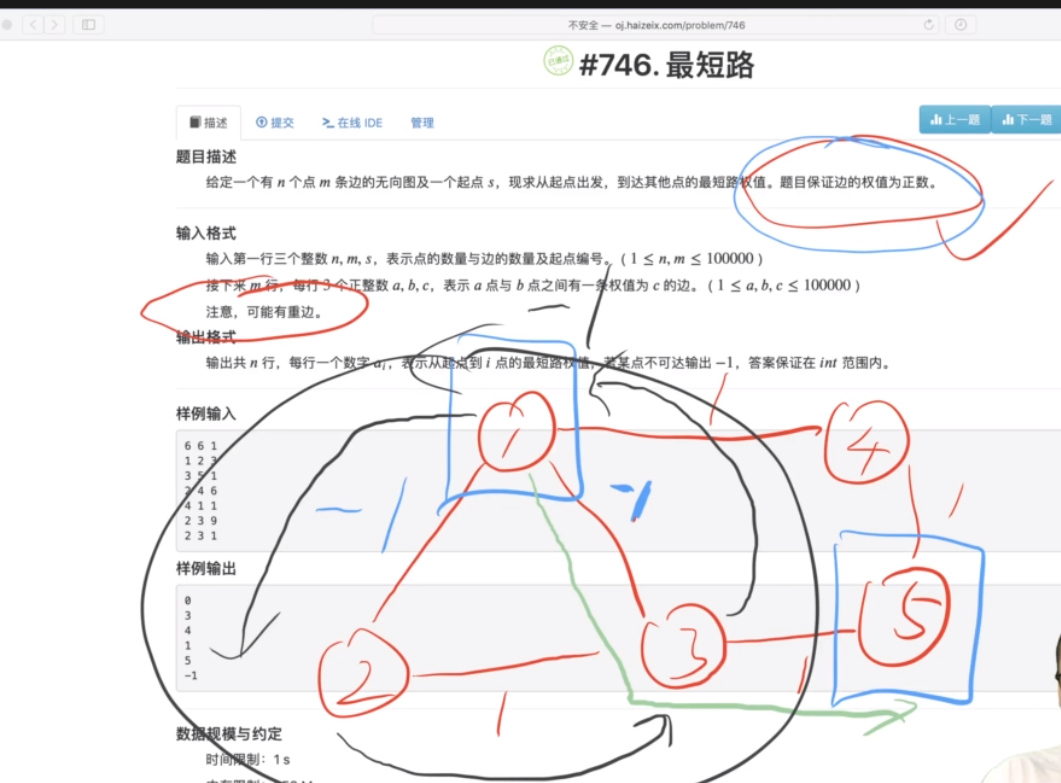 不安全 — oj.haizeix.com/problem/746
已通过 #746. 最短路
描述 提交 在线 IDE 管理 上一题 下一题
题目描述
给定一个有 n 个点 m 条边的无向图及一个起点 s，现求从起点出发，到达其他点的最短路权值。题目保证边的权值为正数。
输入格式
输入第一行三个整数 n, m, s，表示点的数量与边的数量及起点编号。（1 ≤ n, m ≤ 100000）
接下来 m 行，每行 3 个正整数 a, b, c，表示 a 点与 b 点之间有一条权值为 c 的边。（1 ≤ a, b, c ≤ 100000）
注意，可能有重边。
输出格式
输出共 n 行，每行一个数字 aᵢ，表示从起点到 i 点的最短路权值，若某点不可达输出 −1，答案保证在 int 范围内。
样例输入
6 6 1
1 2 3
3 5 1
2 4 6
4 1 1
2 3 9
2 3 1
样例输出
0
3
4
1
5
-1
数据规模与约定
时间限制：1 s
-1
1
1
4
-1
-1
1
5
3
2
1
1